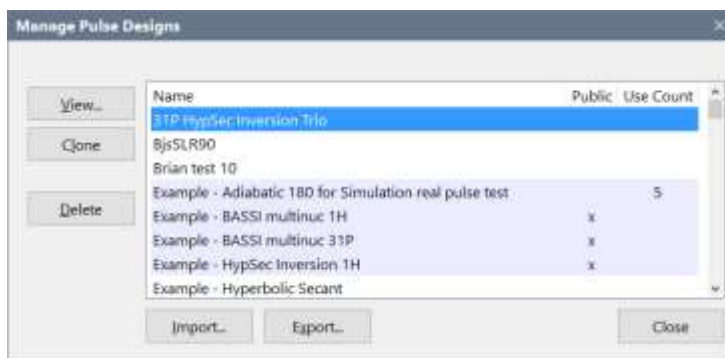 Manage Pulse Designs
View...
Clone
Delete
Name Public Use Count
31P HypSec Inversion Trio
BjsSLR90
Brian test 10
Example - Adiabatic 180 for Simulation real pulse test 5
Example - BASSI multinuc 1H x
Example - BASSI multinuc 31P x
Example - HypSec Inversion 1H x
Example - Hyperbolic Secant
Import... Export... Close